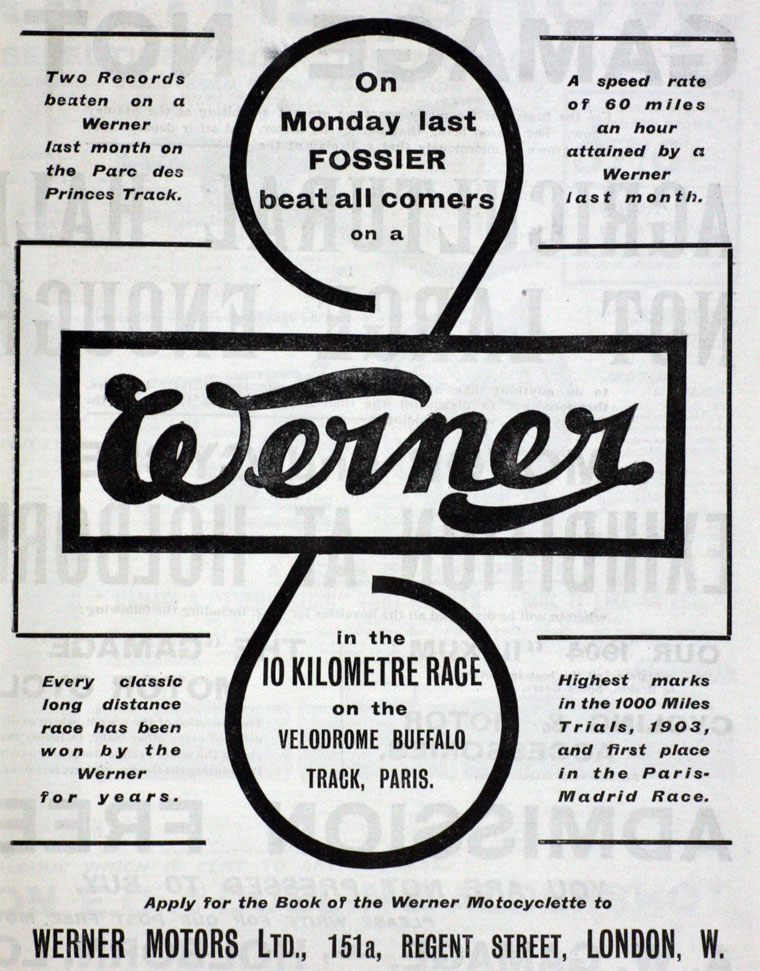 Two Records
beaten on a
Werner
last month on
the Parc des
Princes Track.
On
Monday last
FOSSIER
beat all comers
on a
A speed rate
of 60 miles
an hour
attained by a
Werner
last month.
Werner
Every classic
long distance
race has been
won by the
Werner
for years.
in the
10 KILOMETRE RACE
on the
VELODROME BUFFALO
TRACK, PARIS.
Highest marks
in the 1000 Miles
Trials, 1903,
and first place
in the Paris-
Madrid Race.
Apply for the Book of the Werner Motocyclette to
WERNER MOTORS LTD., 151a, REGENT STREET, LONDON, W.